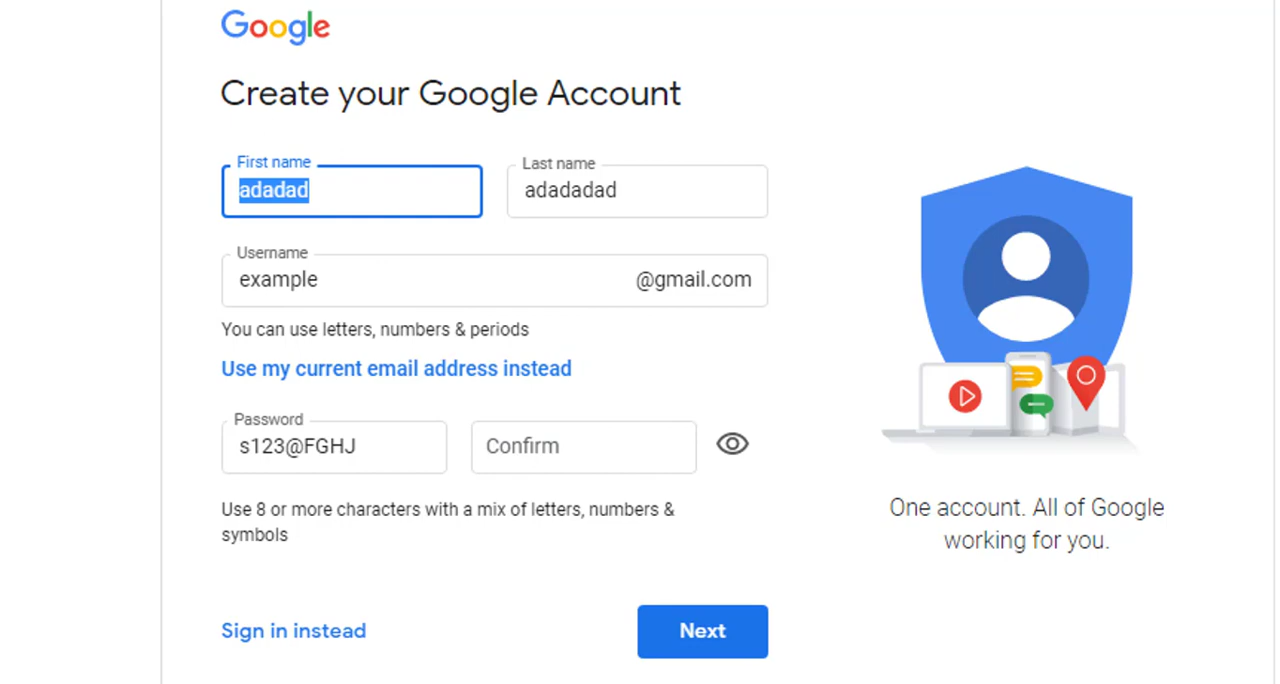 Google
Create your Google Account
First name
adadad
Last name
adadadad
Username
example
@gmail.com
You can use letters, numbers & periods
Use my current email address instead
Password
s123@FGHJ
Confirm
Use 8 or more characters with a mix of letters, numbers &
symbols
One account. All of Google
working for you.
Sign in instead
Next